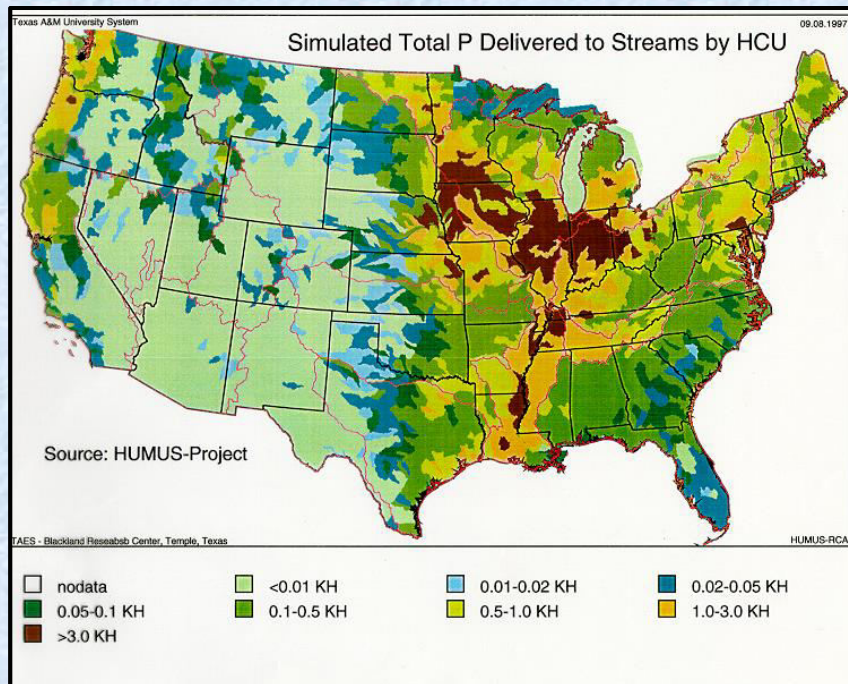 Texas A&M University System
09.08.1997
Simulated Total P Delivered to Streams by HCU
Source: HUMUS-Project
TAES - Blackland Reseabsb Center, Temple, Texas
HUMUS-RCA
nodata
<0.01 KH
0.01-0.02 KH
0.02-0.05 KH
0.05-0.1 KH
0.1-0.5 KH
0.5-1.0 KH
1.0-3.0 KH
>3.0 KH